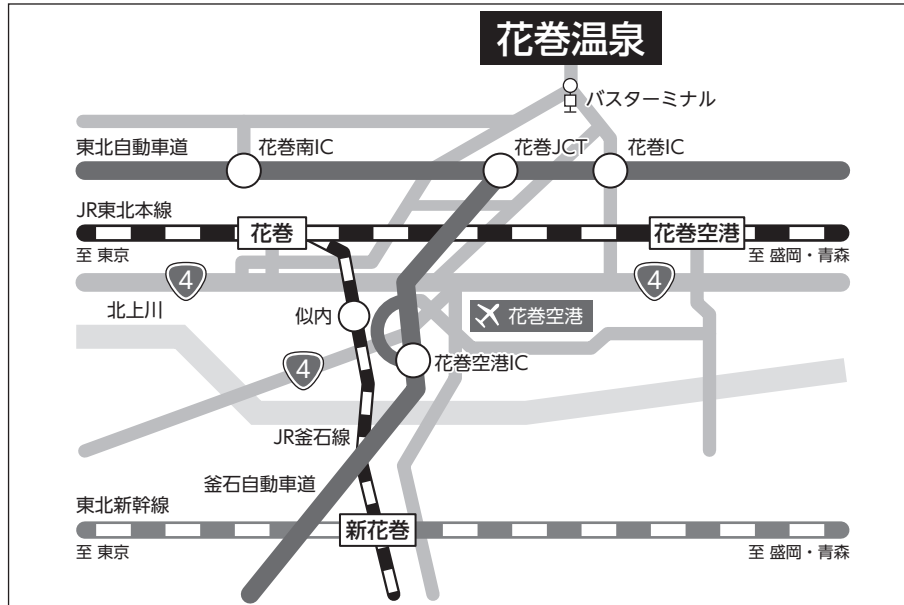 花巻温泉
バスターミナル
東北自動車道
花巻南IC
花巻JCT
花巻IC
JR東北本線
花巻
花巻空港
至 東京
至 盛岡・青森
4
4
北上川
似内
花巻空港
4
花巻空港IC
JR釜石線
釜石自動車道
東北新幹線
新花巻
至 東京
至 盛岡・青森